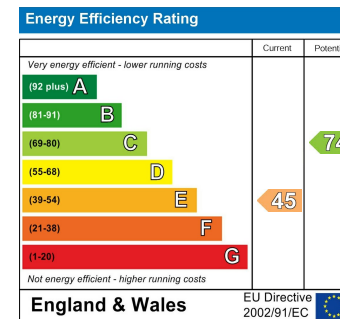 Energy Efficiency Rating
Current Potenti
Very energy efficient - lower running costs
(92 plus) A
(81-91) B
(69-80) C 74
(55-68) D
(39-54) E 45
(21-38) F
(1-20) G
Not energy efficient - higher running costs
England & Wales
EU Directive
2002/91/EC